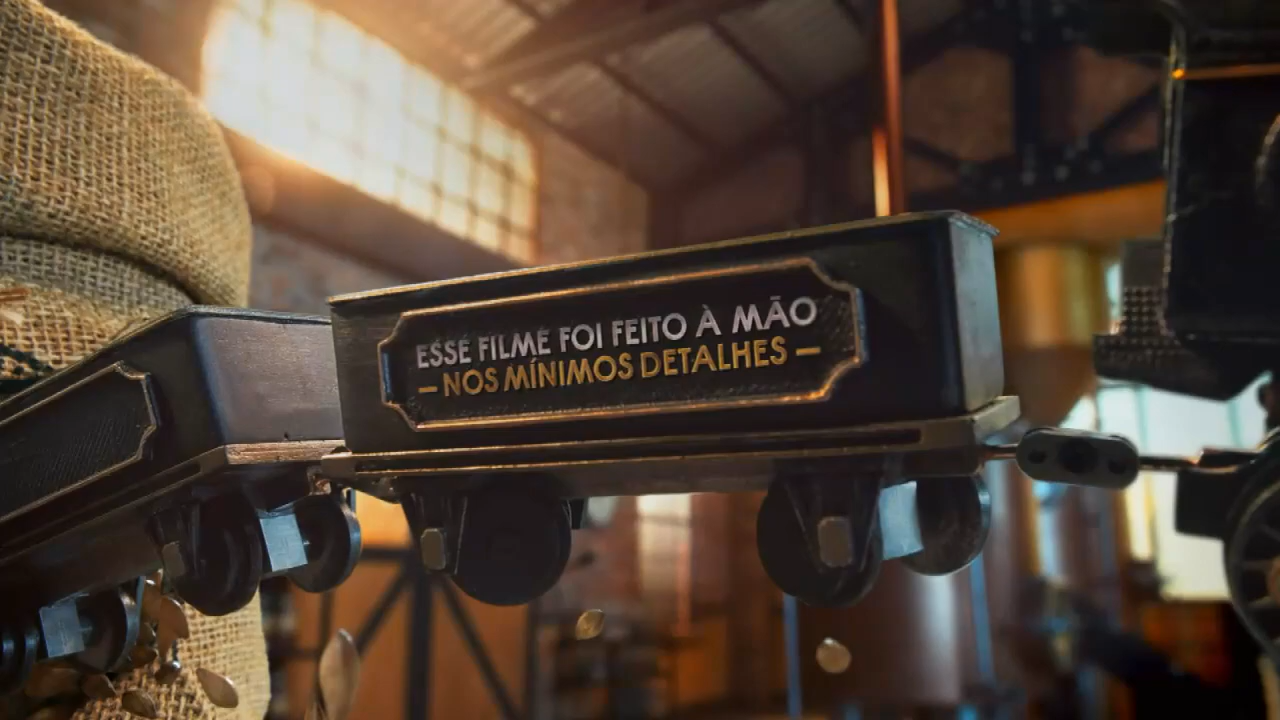 ESSE FILME FOI FEITO À MÃO
– NOS MÍNIMOS DETALHES –